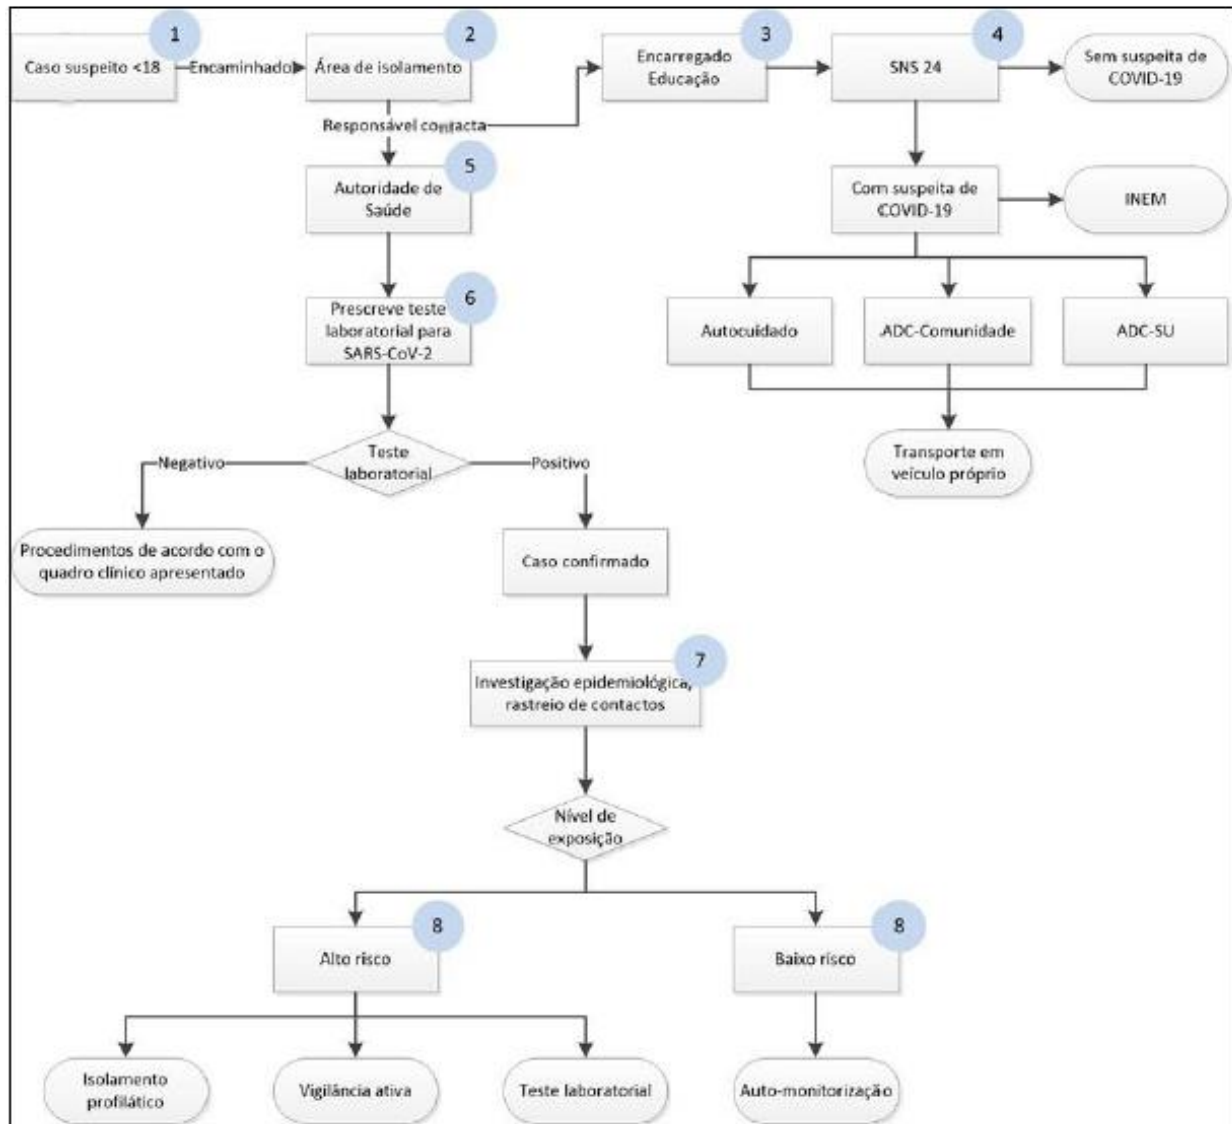 1
2
3
4
Caso suspeito <18
Encaminhado
Área de isolamento
Encarregado
Educação
SNS 24
Sem suspeita de
COVID-19
Responsável contacta
5
Autoridade de
Saúde
Com suspeita de
COVID-19
INEM
6
Prescreve teste
laboratorial para
SARS-CoV-2
Autocuidado
ADC-Comunidade
ADC-SU
Teste
laboratorial
Negativo
Positivo
Transporte em
veículo próprio
Procedimentos de acordo com o
quadro clínico apresentado
Caso confirmado
7
Investigação epidemiológica,
rastreio de contactos
Nível de
exposição
8
Alto risco
8
Baixo risco
Isolamento
profilático
Vigilância ativa
Teste laboratorial
Auto-monitorização